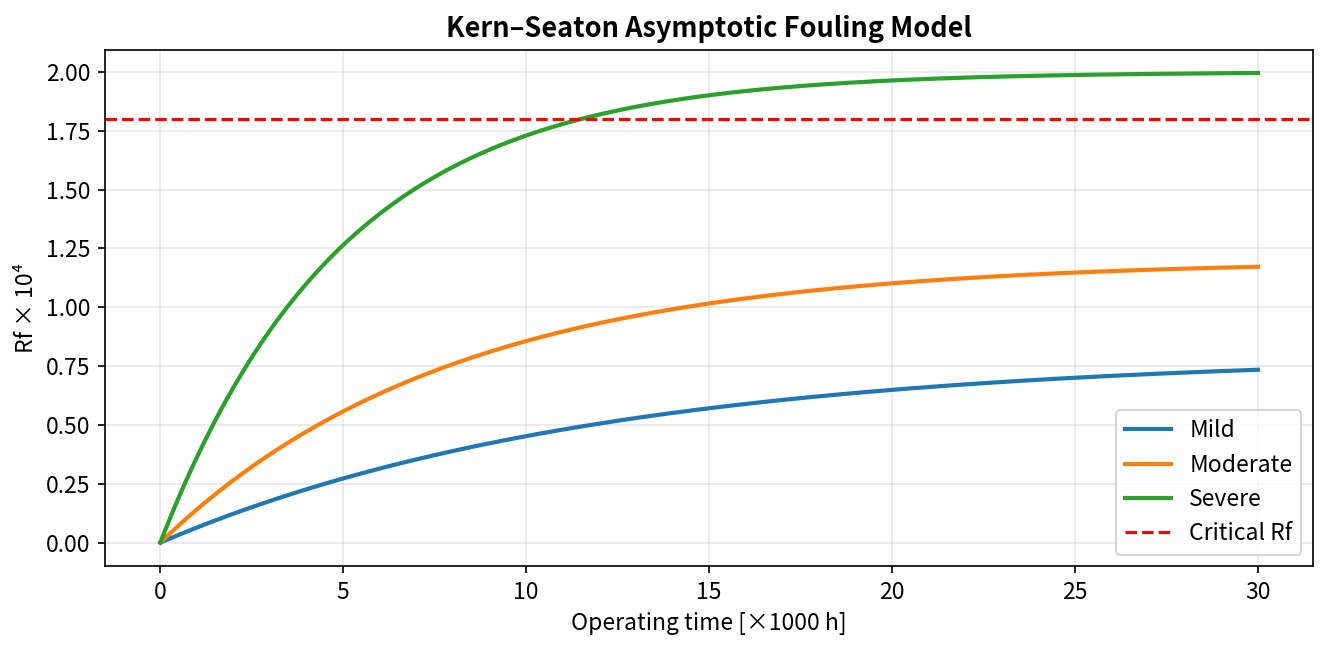 Kern–Seaton Asymptotic Fouling Model
Rf × 10⁴
2.00
1.75
1.50
1.25
1.00
0.75
0.50
0.25
0.00
Mild
Moderate
Severe
Critical Rf
0 5 10 15 20 25 30
Operating time [×1000 h]